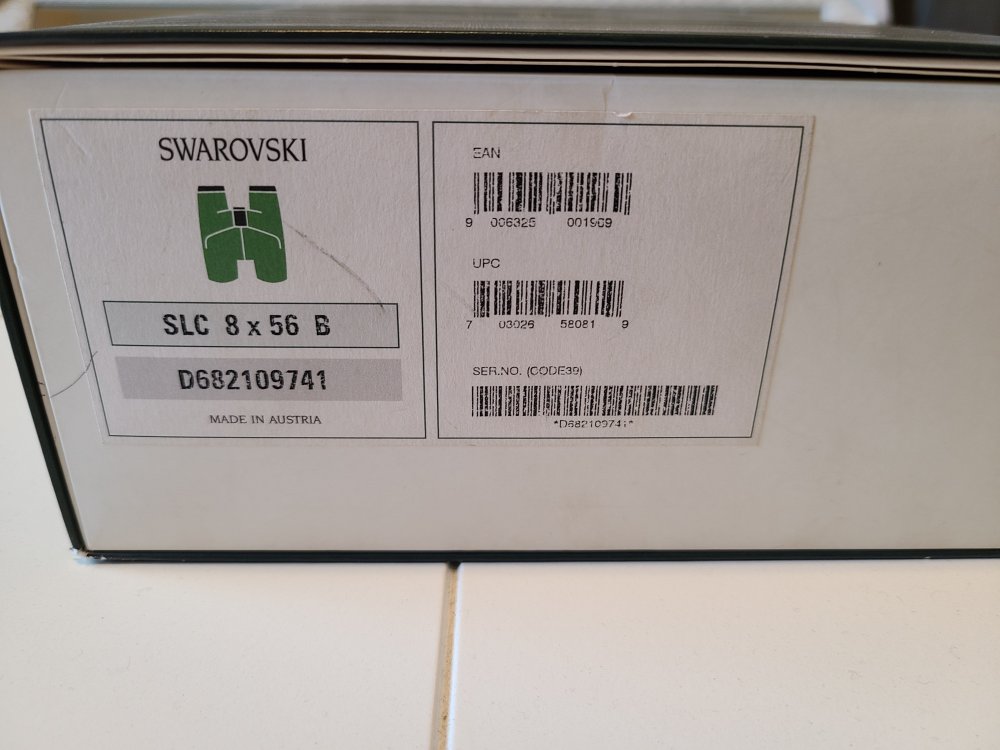 SWAROVSKI
SLC 8 x 56 B
D682109741
MADE IN AUSTRIA
EAN
9 006325 001969
UPC
7 03026 58081 9
SER.NO. (CODE39)
*D682109741*